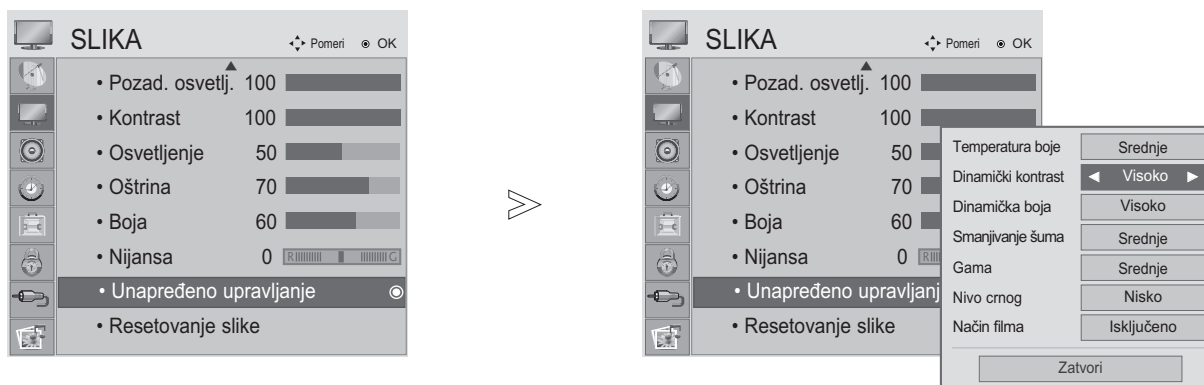 SLIKA Pomeri OK
• Pozad. osvetlj. 100
• Kontrast 100
• Osvetljenje 50
• Oštrina 70
• Boja 60
• Nijansa 0 R G
• Unapređeno upravljanje
• Resetovanje slike
SLIKA Pomeri OK
• Pozad. osvetlj. 100
• Kontrast 100
• Osvetljenje 50
• Oštrina 70
• Boja 60
• Nijansa 0 R
• Unapređeno upravljanj
• Resetovanje slike
Temperatura boje Srednje
Dinamički kontrast ◀ Visoko ▶
Dinamička boja Visoko
Smanjivanje šuma Srednje
Gama Srednje
Nivo crnog Nisko
Način filma Isključeno
Zatvori